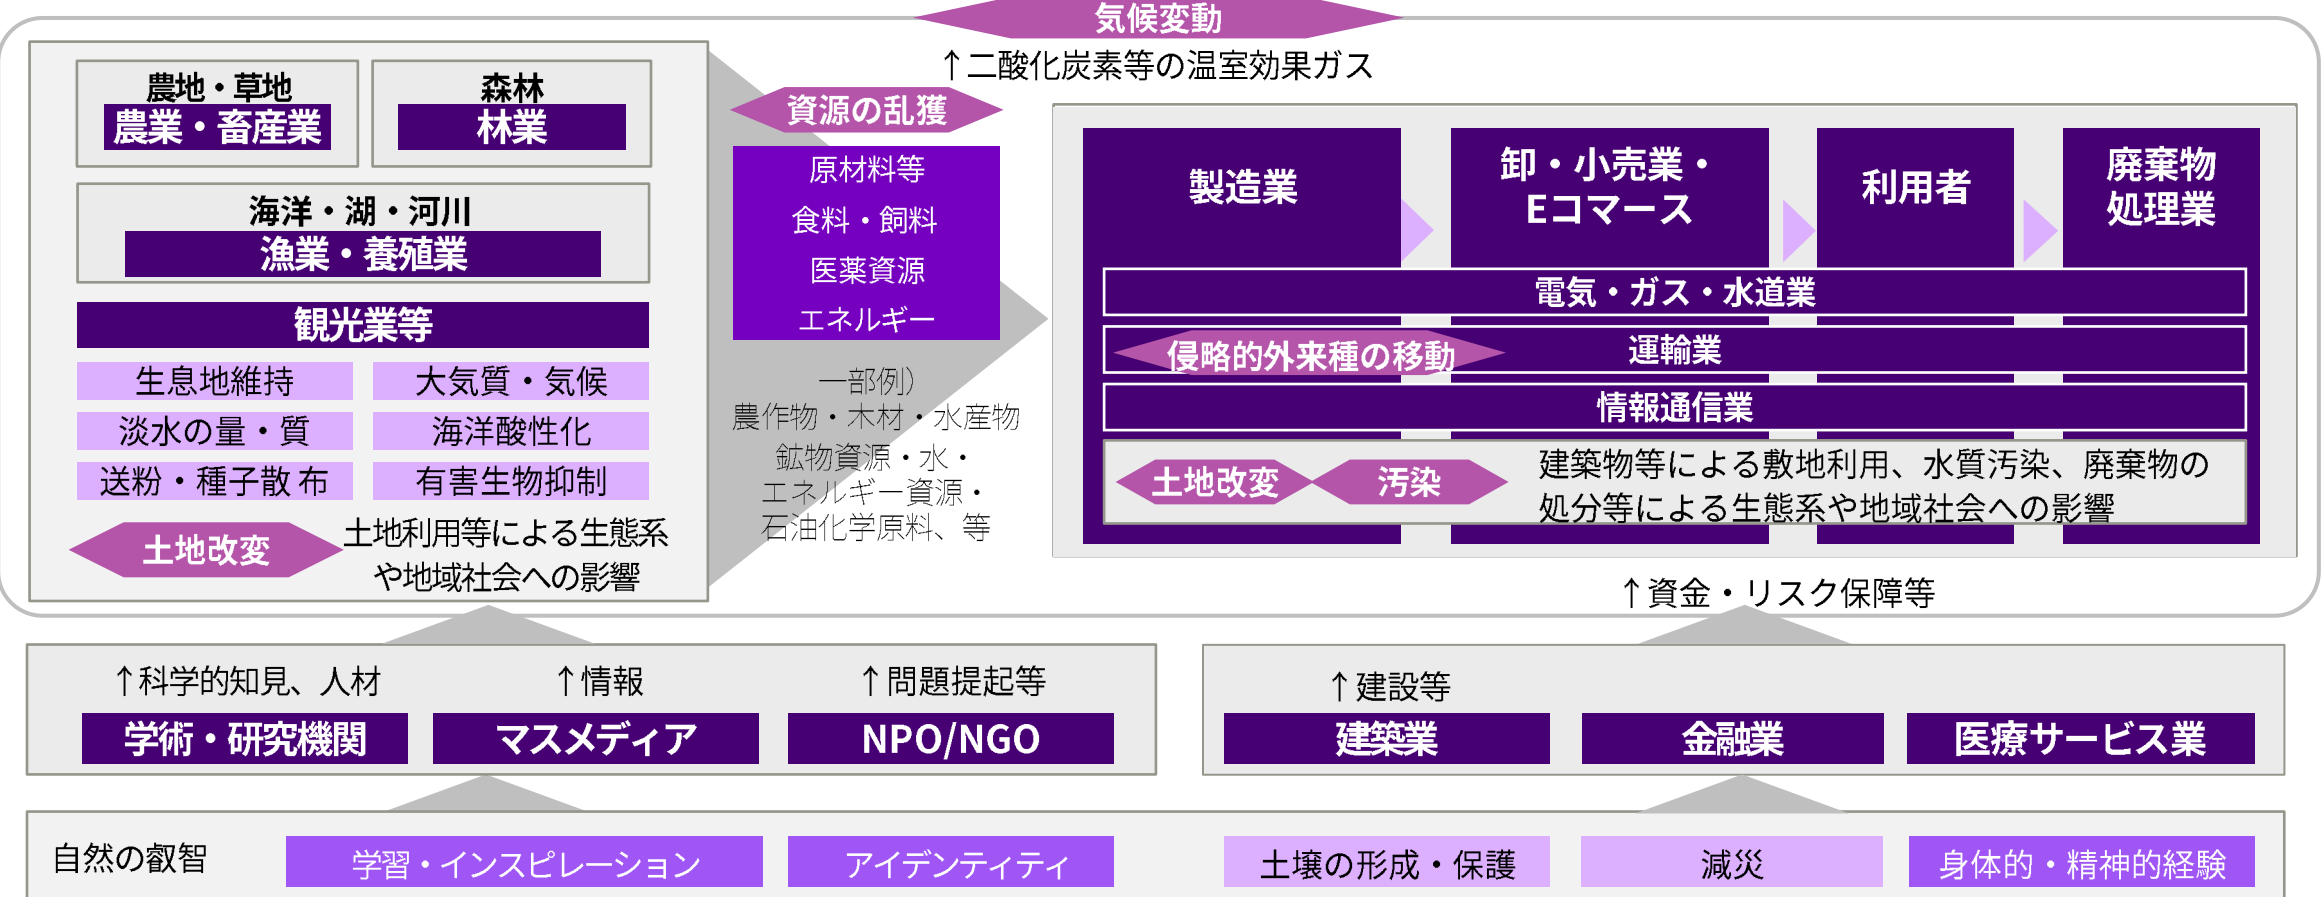 気候変動
↑二酸化炭素等の温室効果ガス
農地・草地
農業・畜産業
森林
林業
海洋・湖・河川
漁業・養殖業
観光業等
生息地維持
大気質・気候
淡水の量・質
海洋酸性化
送粉・種子散 布
有害生物抑制
土地改変
土地利用等による生態系
や地域社会への影響
資源の乱獲
原材料等
食料・飼料
医薬資源
エネルギー
一部例）
農作物・木材・水産物
鉱物資源・水・
エネルギー資源・
石油化学原料、等
製造業
卸・小売業・
Eコマース
利用者
廃棄物
処理業
電気・ガス・水道業
侵略的外来種の移動
運輸業
情報通信業
土地改変
汚染
建築物等による敷地利用、水質汚染、廃棄物の
処分等による生態系や地域社会への影響
↑資金・リスク保障等
↑科学的知見、人材
↑情報
↑問題提起等
学術・研究機関
マスメディア
NPO/NGO
↑建設等
建築業
金融業
医療サービス業
自然の叡智
学習・インスピレーション
アイデンティティ
土壌の形成・保護
減災
身体的・精神的経験